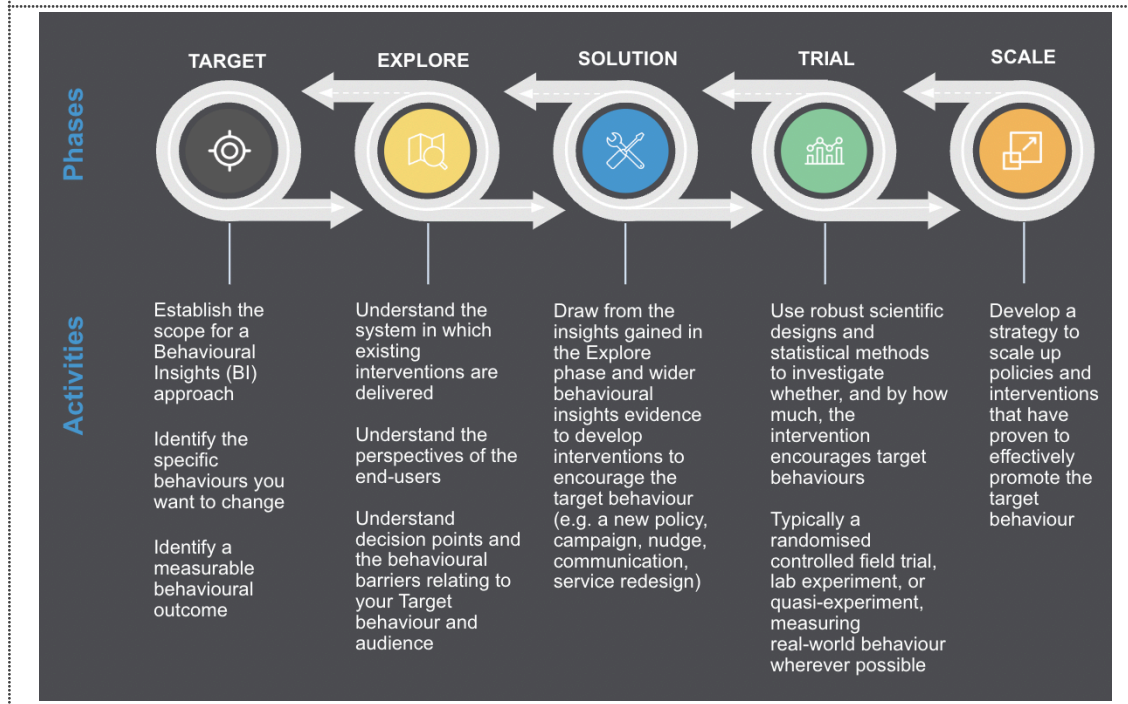 TARGET
EXPLORE
SOLUTION
TRIAL
SCALE
Phases
Activities
Establish the
scope for a
Behavioural
Insights (BI)
approach
Identify the
specific
behaviours you
want to change
Identify a
measurable
behavioural
outcome
Understand the
system in which
existing
interventions are
delivered
Understand the
perspectives of the
end-users
Understand
decision points and
the behavioural
barriers relating to
your Target
behaviour and
audience
Draw from the
insights gained in
the Explore
phase and wider
behavioural
insights evidence
to develop
interventions to
encourage the
target behaviour
(e.g. a new policy,
campaign, nudge,
communication,
service redesign)
Use robust scientific
designs and
statistical methods
to investigate
whether, and by how
much, the
intervention
encourages target
behaviours
Typically a
randomised
controlled field trial,
lab experiment, or
quasi-experiment,
measuring
real-world behaviour
wherever possible
Develop a
strategy to
scale up
policies and
interventions
that have
proven to
effectively
promote the
target
behaviour